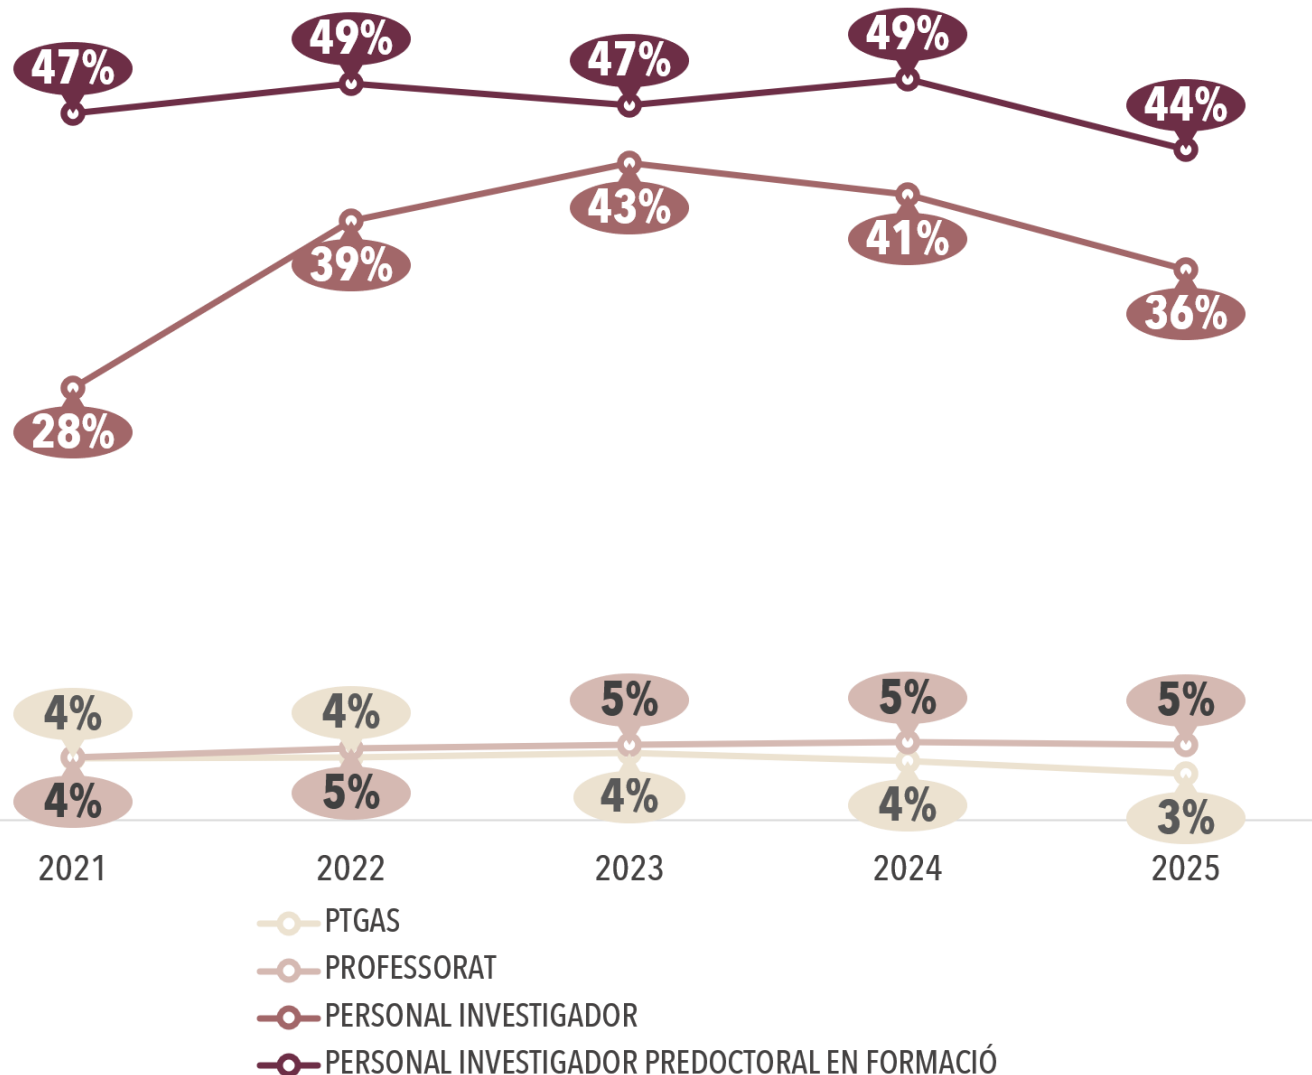 47% 49% 47% 49% 44%
28% 39% 43% 41% 36%
4% 4% 5% 5% 5%
4% 5% 4% 4% 3%
2021 2022 2023 2024 2025
PTGAS
PROFESSORAT
PERSONAL INVESTIGADOR
PERSONAL INVESTIGADOR PREDOCTORAL EN FORMACIÓ